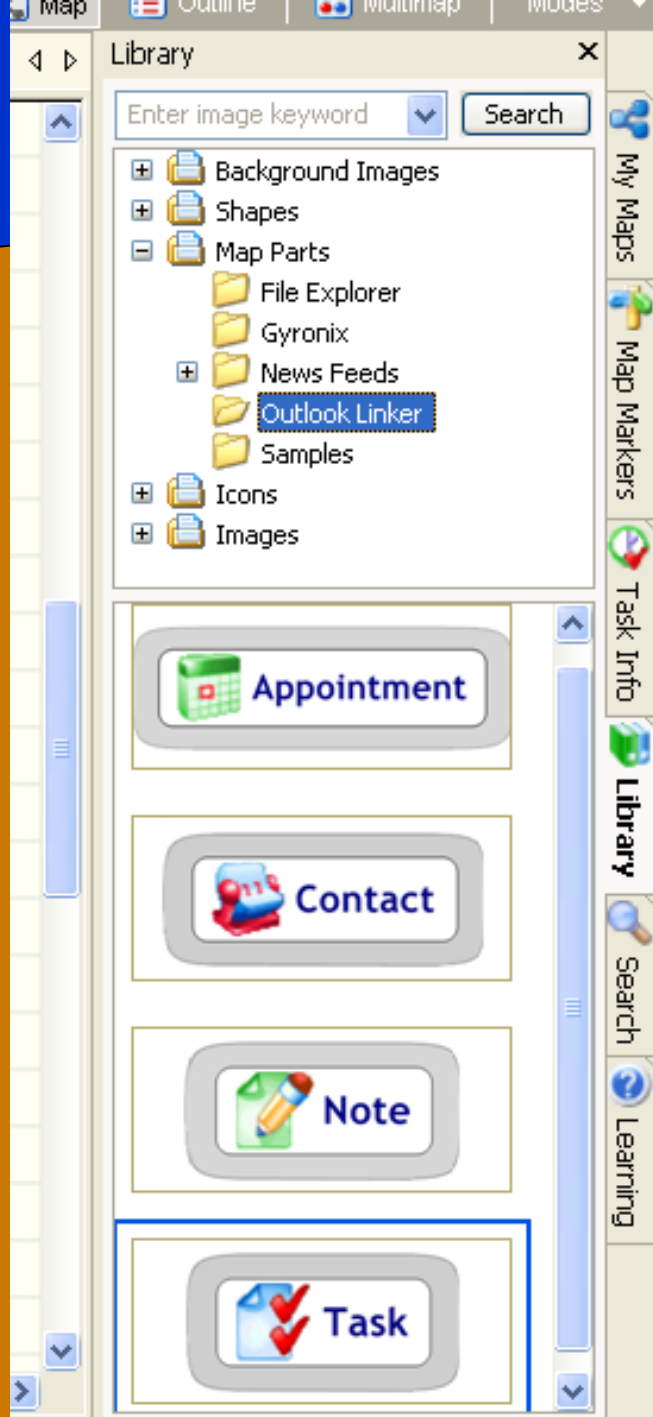 Map Outline Multimap Modes
Library
Enter image keyword Search
Background Images
Shapes
Map Parts
File Explorer
Gyronix
News Feeds
Outlook Linker
Samples
Icons
Images
Appointment
Contact
Note
Task
My Maps
Map Markers
Task Info
Library
Search
Learning